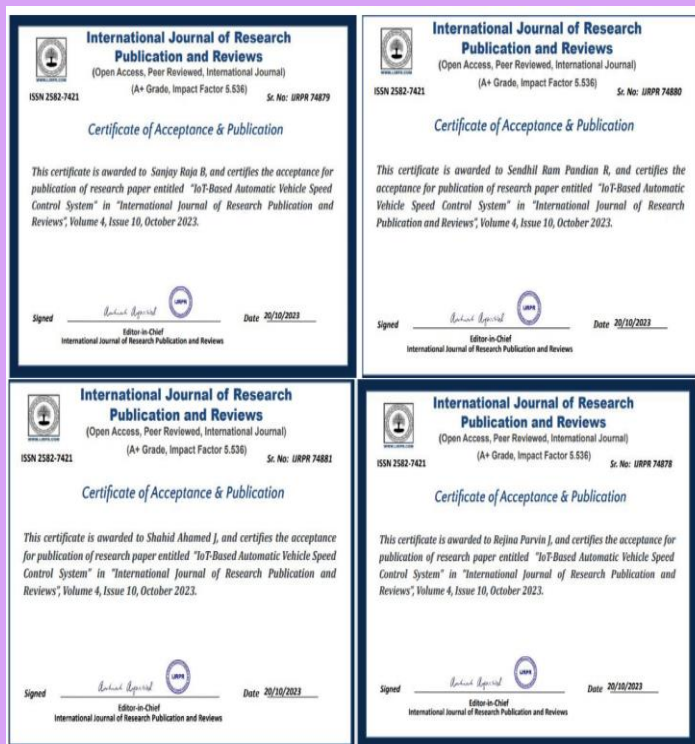 International Journal of Research
Publication and Reviews
(Open Access, Peer Reviewed, International Journal)
(A+ Grade, Impact Factor 5.536)
WWW.IJRPR.COM
ISSN 2582-7421
Sr. No: IJRPR 74879
Certificate of Acceptance & Publication
This certificate is awarded to Sanjay Raja B, and certifies the acceptance for
publication of research paper entitled "IoT-Based Automatic Vehicle Speed
Control System" in "International Journal of Research Publication and
Reviews", Volume 4, Issue 10, October 2023.
IJRPR
Signed
Date 20/10/2023
Editor-in-Chief
International Journal of Research Publication and Reviews
International Journal of Research
Publication and Reviews
(Open Access, Peer Reviewed, International Journal)
(A+ Grade, Impact Factor 5.536)
WWW.IJRPR.COM
ISSN 2582-7421
Sr. No: IJRPR 74880
Certificate of Acceptance & Publication
This certificate is awarded to Sendhil Ram Pandian R, and certifies the
acceptance for publication of research paper entitled "IoT-Based Automatic
Vehicle Speed Control System" in "International Journal of Research
Publication and Reviews", Volume 4, Issue 10, October 2023.
IJRPR
Signed
Date 20/10/2023
Editor-in-Chief
International Journal of Research Publication and Reviews
International Journal of Research
Publication and Reviews
(Open Access, Peer Reviewed, International Journal)
(A+ Grade, Impact Factor 5.536)
WWW.IJRPR.COM
ISSN 2582-7421
Sr. No: IJRPR 74881
Certificate of Acceptance & Publication
This certificate is awarded to Shahid Ahamed J, and certifies the acceptance
for publication of research paper entitled "IoT-Based Automatic Vehicle Speed
Control System" in "International Journal of Research Publication and
Reviews", Volume 4, Issue 10, October 2023.
IJRPR
Signed
Date 20/10/2023
Editor-in-Chief
International Journal of Research Publication and Reviews
International Journal of Research
Publication and Reviews
(Open Access, Peer Reviewed, International Journal)
(A+ Grade, Impact Factor 5.536)
WWW.IJRPR.COM
ISSN 2582-7421
Sr. No: IJRPR 74878
Certificate of Acceptance & Publication
This certificate is awarded to Rejina Parvin J, and certifies the acceptance for
publication of research paper entitled "IoT-Based Automatic Vehicle Speed
Control System" in "International Journal of Research Publication and
Reviews", Volume 4, Issue 10, October 2023.
IJRPR
Signed
Date 20/10/2023
Editor-in-Chief
International Journal of Research Publication and Reviews